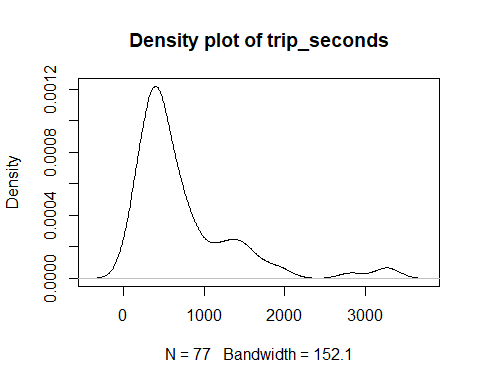 Density plot of trip_seconds
Density
0.0012
0.0008
0.0004
0.0000
0
1000
2000
3000
N = 77   Bandwidth = 152.1